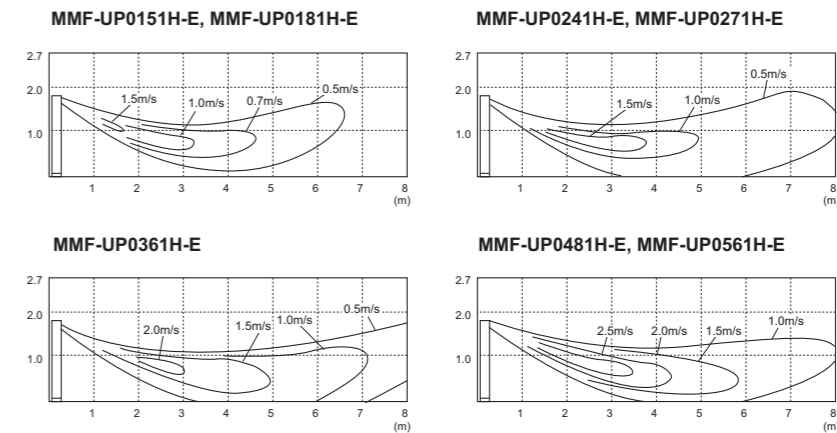 MMF-UP0151H-E, MMF-UP0181H-E
2.7
2.0
1.0
1.5m/s
1.0m/s
0.7m/s
0.5m/s
1 2 3 4 5 6 7 8
(m)
MMF-UP0241H-E, MMF-UP0271H-E
2.7
2.0
1.0
1.5m/s
1.0m/s
0.5m/s
1 2 3 4 5 6 7 8
(m
MMF-UP0361H-E
2.7
2.0
1.0
2.0m/s
1.5m/s
1.0m/s
0.5m/s
1 2 3 4 5 6 7 8
(m)
MMF-UP0481H-E, MMF-UP0561H-E
2.7
2.0
1.0
2.5m/s
2.0m/s
1.5m/s
1.0m/s
1 2 3 4 5 6 7 8
(m